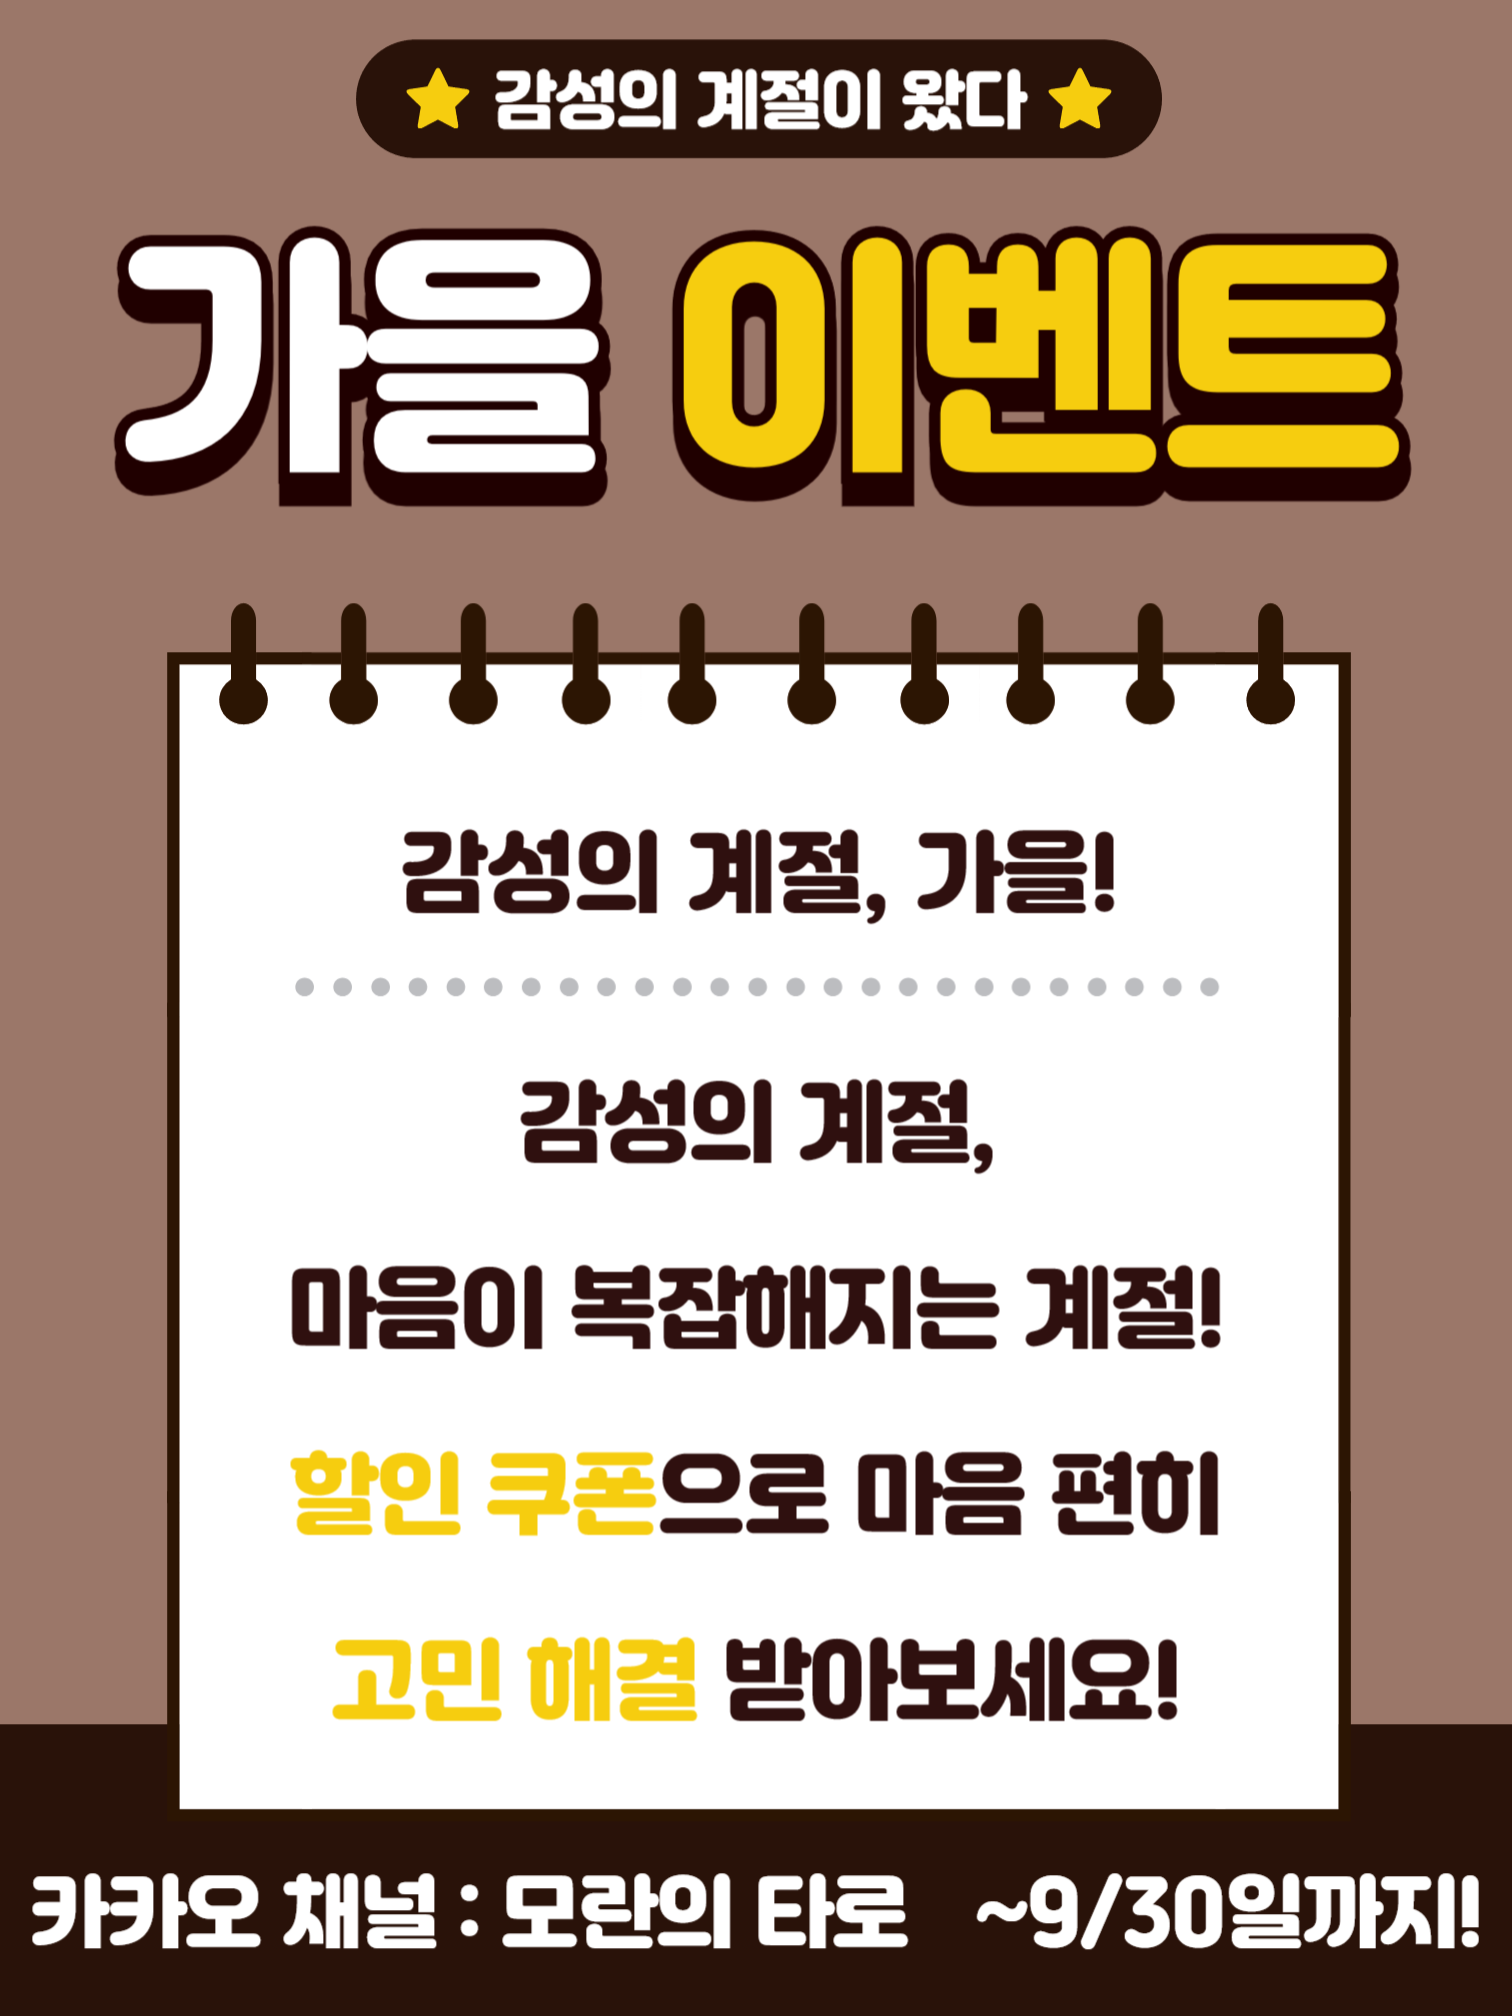 감성의 계절이 왔다
가을 이벤트
감성의 계절, 가을!
감성의 계절,
마음이 복잡해지는 계절!
할인 쿠폰으로 마음 편히
고민 해결 받아보세요!
카카오 채널 : 모란의 타로 ~9/30일까지!